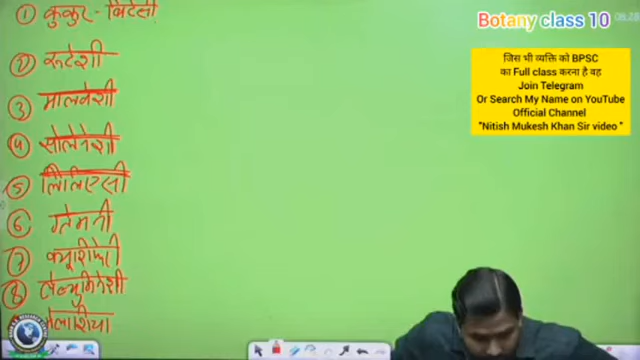 Botany class 10
① कुकुर - बिटेसी
② रूटेशी
③ मालवेशी
④ सोलेनेशी
⑤ लिलिएसी
⑥ ग्रेमनी
⑦
⑧ लेग्युमिनेशी
जिस भी व्यक्ति को BPSC
का Full class करना है वह
Join Telegram
Or Search My Name on YouTube
Official Channel
"Nitish Mukesh Khan Sir video "